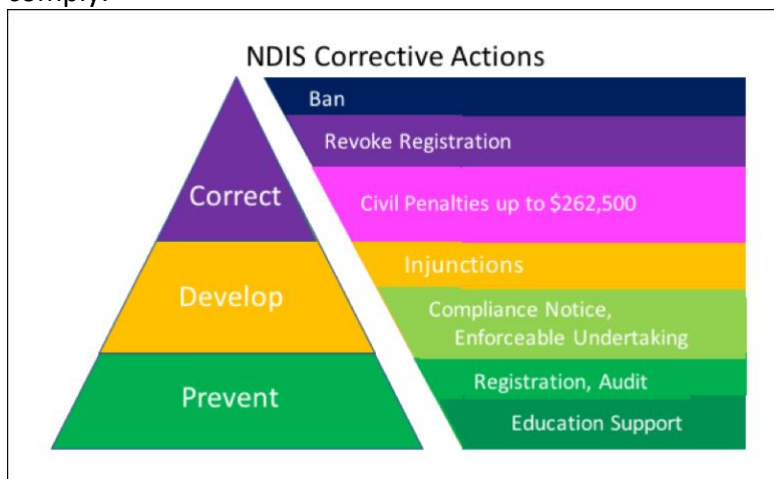 comply.
NDIS Corrective Actions
Ban
Revoke Registration
Correct
Civil Penalties up to $262,500
Injunctions
Develop
Compliance Notice,
Enforceable Undertaking
Registration, Audit
Prevent
Education Support